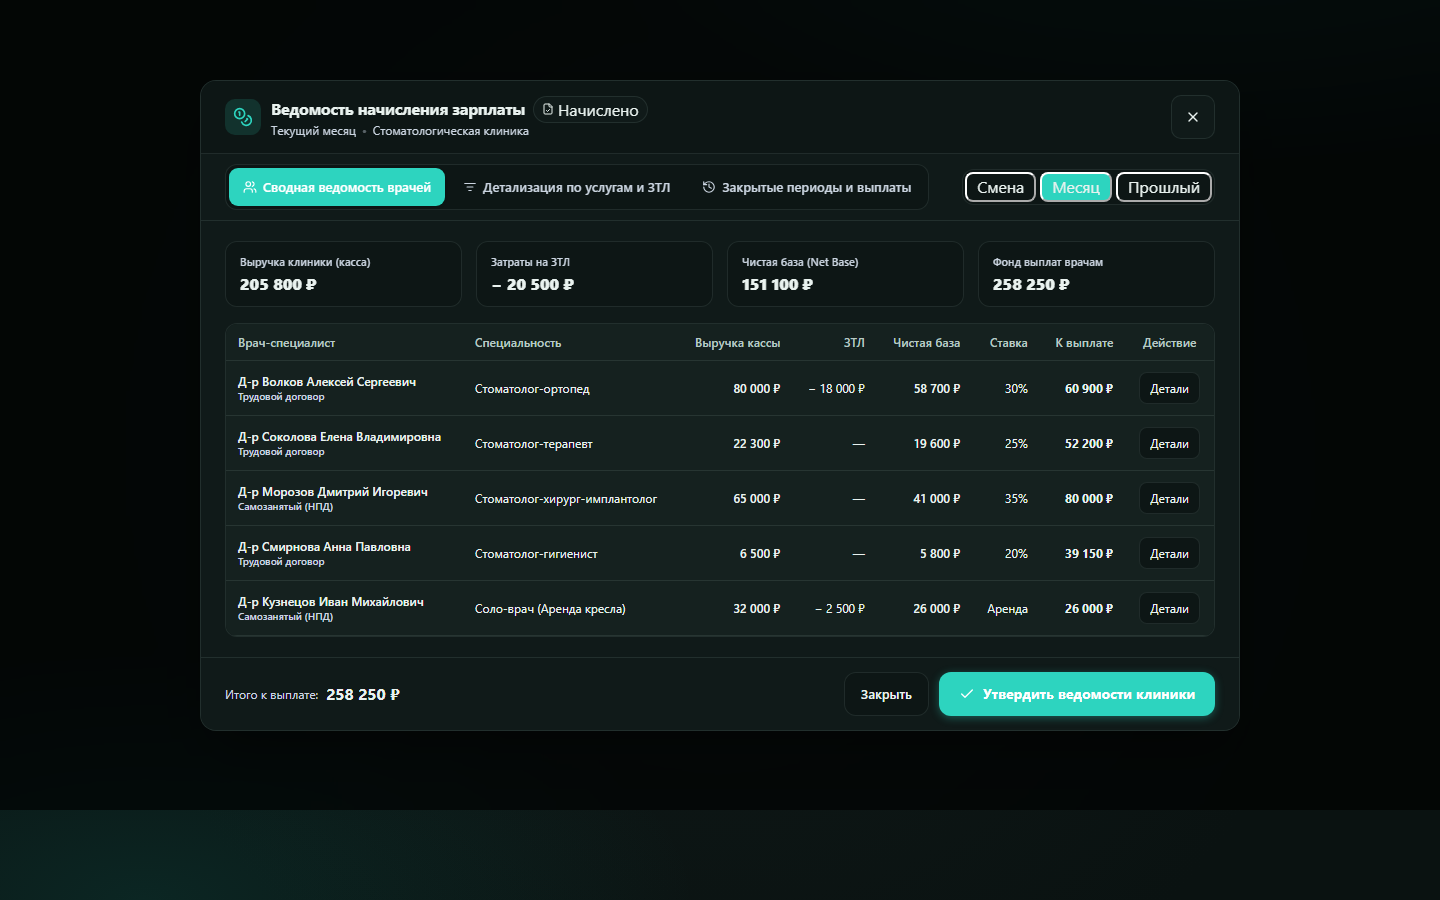 Ведомость начисления зарплаты
Начислено
Текущий месяц • Стоматологическая клиника
Сводная ведомость врачей
Детализация по услугам и ЗТЛ
Закрытые периоды и выплаты
Смена
Месяц
Прошлый
Выручка клиники (касса)
205 800 ₽
Затраты на ЗТЛ
− 20 500 ₽
Чистая база (Net Base)
151 100 ₽
Фонд выплат врачам
258 250 ₽
Врач-специалист Специальность Выручка кассы ЗТЛ Чистая база Ставка К выплате Действие
Д-р Волков Алексей Сергеевич
Трудовой договор
Стоматолог-ортопед 80 000 ₽ − 18 000 ₽ 58 700 ₽ 30% 60 900 ₽ Детали
Д-р Соколова Елена Владимировна
Трудовой договор
Стоматолог-терапевт 22 300 ₽ — 19 600 ₽ 25% 52 200 ₽ Детали
Д-р Морозов Дмитрий Игоревич
Самозанятый (НПД)
Стоматолог-хирург-имплантолог 65 000 ₽ — 41 000 ₽ 35% 80 000 ₽ Детали
Д-р Смирнова Анна Павловна
Трудовой договор
Стоматолог-гигиенист 6 500 ₽ — 5 800 ₽ 20% 39 150 ₽ Детали
Д-р Кузнецов Иван Михайлович
Самозанятый (НПД)
Соло-врач (Аренда кресла) 32 000 ₽ − 2 500 ₽ 26 000 ₽ Аренда 26 000 ₽ Детали
Итого к выплате: 258 250 ₽
Закрыть
Утвердить ведомости клиники